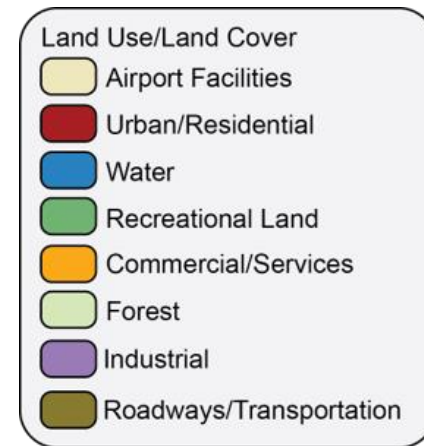 Land Use/Land Cover
Airport Facilities
Urban/Residential
Water
Recreational Land
Commercial/Services
Forest
Industrial
Roadways/Transportation